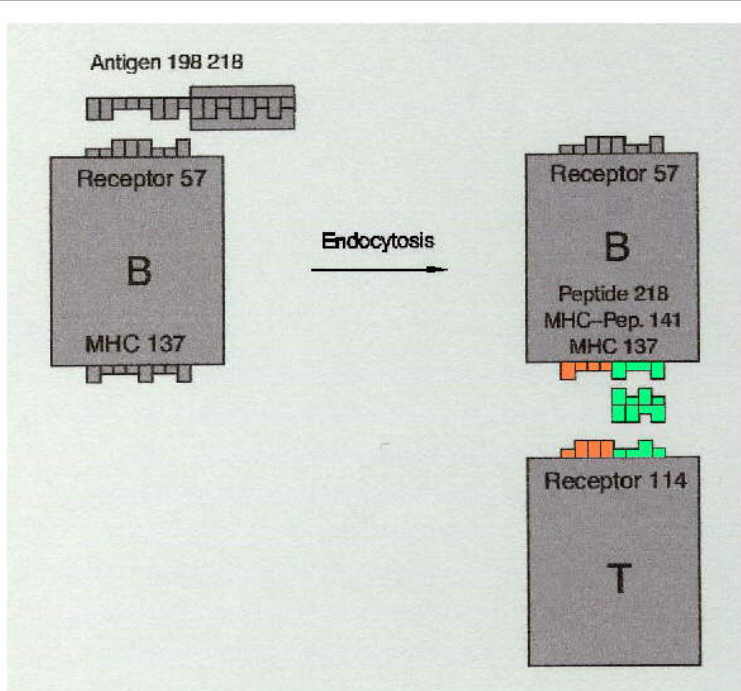 Antigen 198 218
Receptor 57
B
MHC 137
Endocytosis
Receptor 57
B
Peptide 218
MHC-Pep. 141
MHC 137
Receptor 114
T